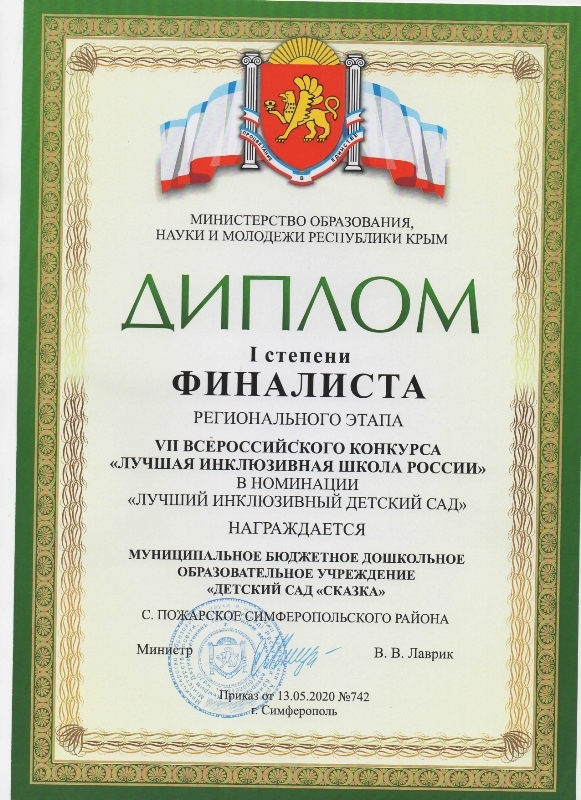 ПРОЦВЕТАНИЕ В ЕДИНСТВЕ
МИНИСТЕРСТВО ОБРАЗОВАНИЯ,
НАУКИ И МОЛОДЕЖИ РЕСПУБЛИКИ КРЫМ
ДИПЛОМ
I степени
ФИНАЛИСТА
РЕГИОНАЛЬНОГО ЭТАПА
VII ВСЕРОССИЙСКОГО КОНКУРСА
«ЛУЧШАЯ ИНКЛЮЗИВНАЯ ШКОЛА РОССИИ»
В НОМИНАЦИИ
«ЛУЧШИЙ ИНКЛЮЗИВНЫЙ ДЕТСКИЙ САД»
НАГРАЖДАЕТСЯ
МУНИЦИПАЛЬНОЕ БЮДЖЕТНОЕ ДОШКОЛЬНОЕ
ОБРАЗОВАТЕЛЬНОЕ УЧРЕЖДЕНИЕ
«ДЕТСКИЙ САД «СКАЗКА»
С. ПОЖАРСКОЕ СИМФЕРОПОЛЬСКОГО РАЙОНА
Министр В. В. Лаврик
Приказ от 13.05.2020 №742
г. Симферополь